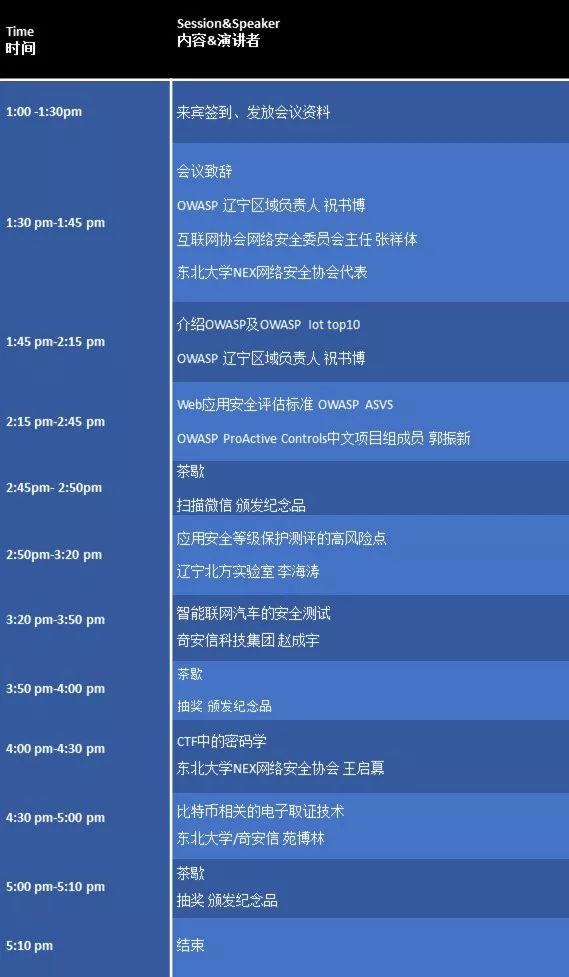 Time
时间
Session&Speaker
内容&演讲者
1:00 -1:30pm
来宾签到、发放会议资料
1:30 pm-1:45 pm
会议致辞
OWASP 辽宁区域负责人 祝书博
互联网协会网络安全委员会主任 张祥体
东北大学NEX网络安全协会代表
1:45 pm-2:15 pm
介绍OWASP及OWASP Iot top10
OWASP 辽宁区域负责人 祝书博
2:15 pm-2:45 pm
Web应用安全评估标准 OWASP ASVS
OWASP ProActive Controls中文项目组成员 郭振新
2:45pm- 2:50pm
茶歇
扫描微信 颁发纪念品
2:50pm-3:20 pm
应用安全等级保护测评的高风险点
辽宁北方实验室 李海涛
3:20 pm-3:50 pm
智能联网汽车的安全测试
奇安信科技集团 赵成宇
3:50 pm-4:00 pm
茶歇
抽奖 颁发纪念品
4:00 pm-4:30 pm
CTF中的密码学
东北大学NEX网络安全协会 王启
4:30 pm-5:00 pm
比特币相关的电子取证技术
东北大学/奇安信 苑博林
5:00 pm-5:10 pm
茶歇
抽奖 颁发纪念品
5:10 pm
结束